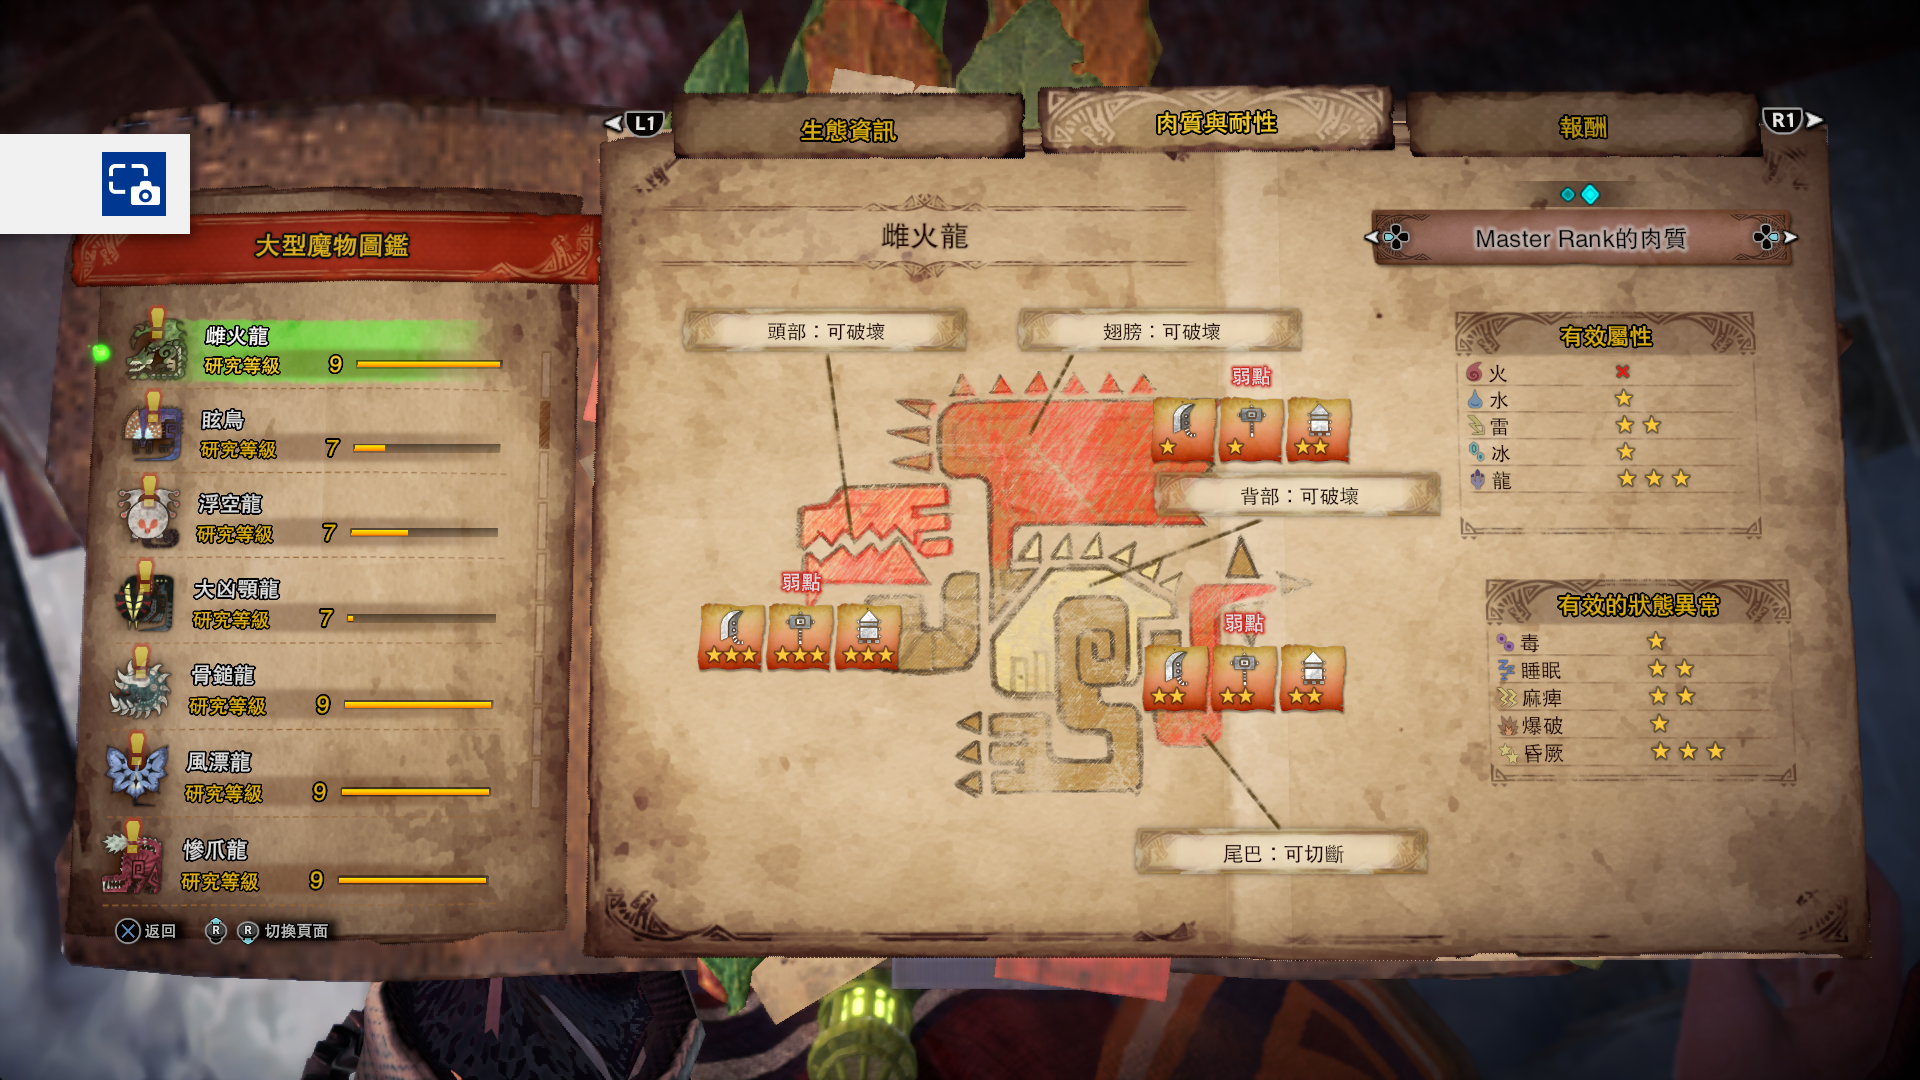 L1
生態資訊
肉質與耐性
報酬
R1
大型魔物圖鑑
雌火龍
研究等級 9
眩鳥
研究等級 7
浮空龍
研究等級 7
大凶顎龍
研究等級 7
骨鎚龍
研究等級 9
風漂龍
研究等級 9
慘爪龍
研究等級 9
返回
R
R
切換頁面
雌火龍
Master Rank的肉質
頭部：可破壞
翅膀：可破壞
弱點
背部：可破壞
弱點
弱點
尾巴：可切斷
有效屬性
火
水
雷
冰
龍
有效的狀態異常
毒
睡眠
麻痺
爆破
昏厥